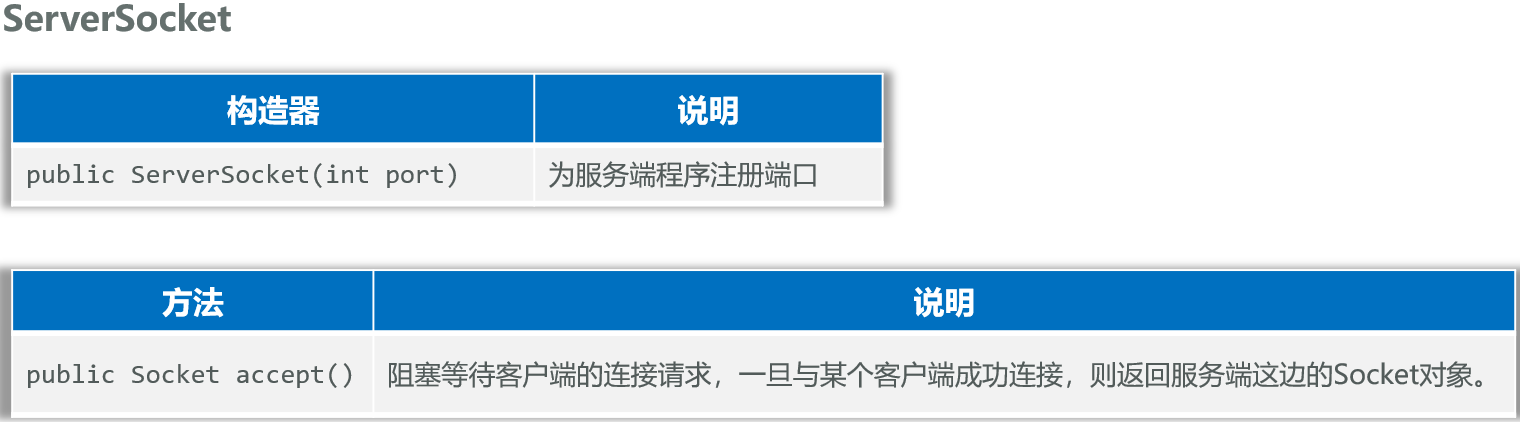 ServerSocket
构造器 说明
public ServerSocket(int port) 为服务端程序注册端口
方法 说明
public Socket accept() 阻塞等待客户端的连接请求，一旦与某个客户端成功连接，则返回服务端这边的Socket对象。